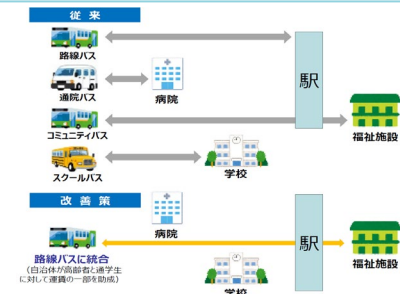 従来
路線バス
駅
通院バス
病院
コミュニティバス
福祉施設
スクールバス
学校
改善策
病院
駅
路線バスに統合
(自治体が高齢者と通学生
に対して運賃の一部を助成)
福祉施設
学校